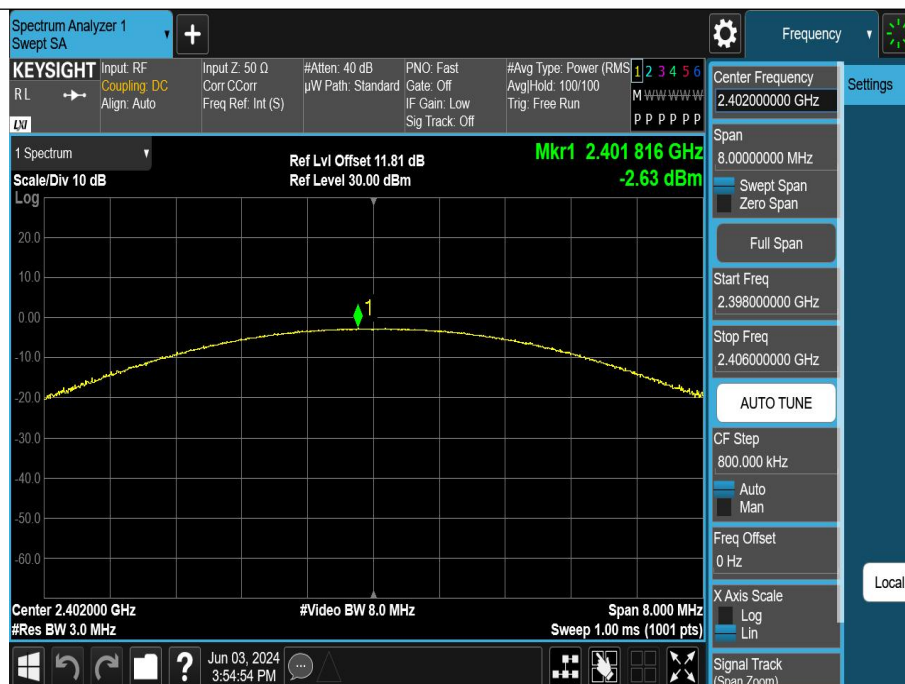 Spectrum Analyzer 1
Swept SA
Frequency
KEYSIGHT
RL
LXI
Input: RF
Coupling: DC
Align: Auto
Input Z: 50 Ω
Corr CCorr
Freq Ref: Int (S)
#Atten: 40 dB
µW Path: Standard
PNO: Fast
Gate: Off
IF Gain: Low
Sig Track: Off
#Avg Type: Power (RMS
Avg|Hold: 100/100
Trig: Free Run
1 2 3 4 5 6
M W W W W W
P P P P P P
Center Frequency
2.402000000 GHz
Settings
Span
8.00000000 MHz
Swept Span
Zero Span
Full Span
Start Freq
2.398000000 GHz
Stop Freq
2.406000000 GHz
AUTO TUNE
CF Step
800.000 kHz
Auto
Man
Freq Offset
0 Hz
X Axis Scale
Log
Lin
Signal Track
(Span Zoom)
Local
1 Spectrum
Scale/Div 10 dB
Log
Ref Lvl Offset 11.81 dB
Ref Level 30.00 dBm
Mkr1 2.401 816 GHz
-2.63 dBm
20.0
10.0
0.00
-10.0
-20.0
-30.0
-40.0
-50.0
-60.0
1
Center 2.402000 GHz
#Res BW 3.0 MHz
#Video BW 8.0 MHz
Span 8.000 MHz
Sweep 1.00 ms (1001 pts)
Jun 03, 2024
3:54:54 PM